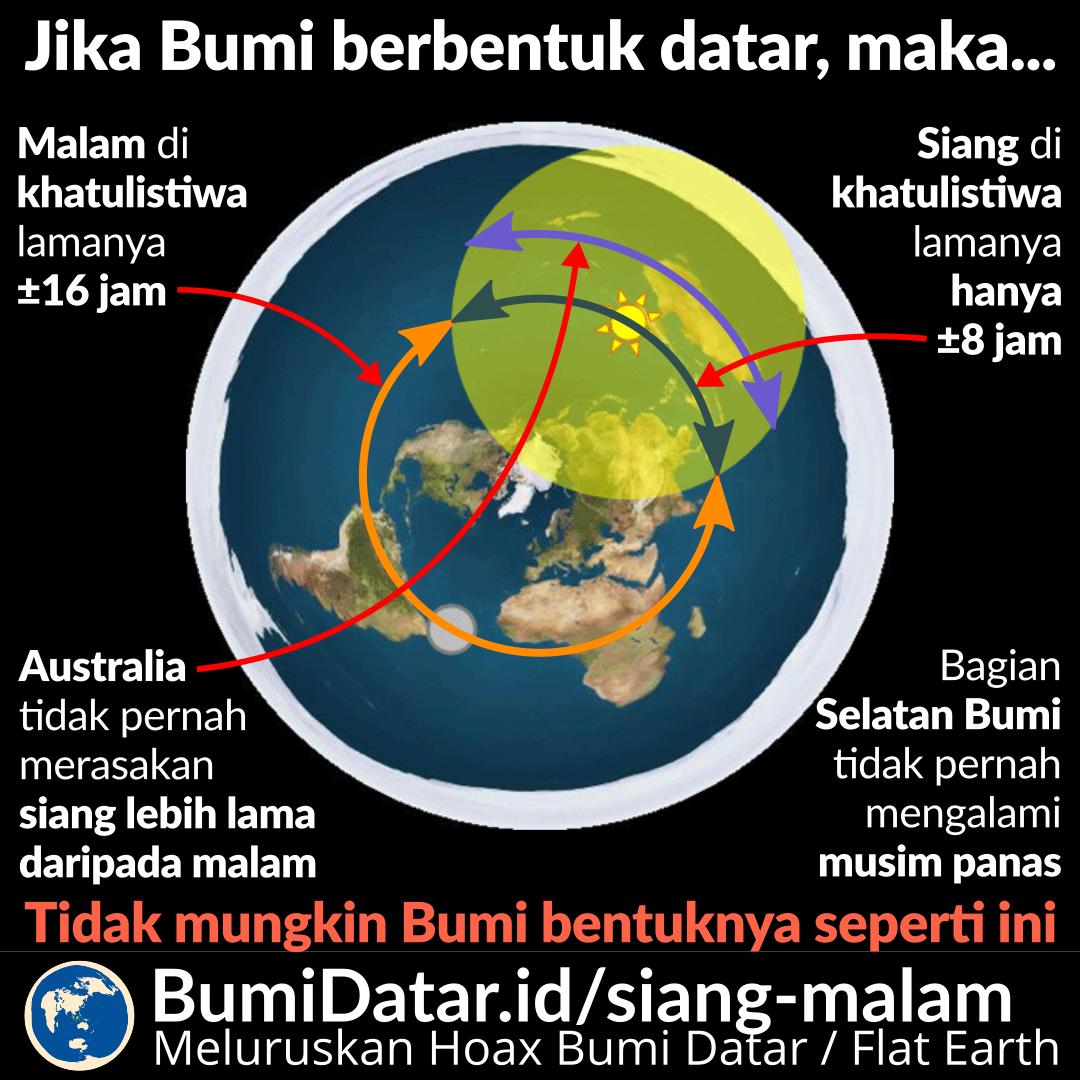 Jika Bumi berbentuk datar, maka...
Malam di
khatulistiwa
lamanya
±16 jam
Siang di
khatulistiwa
lamanya
hanya
±8 jam
Australia
tidak pernah
merasakan
siang lebih lama
daripada malam
Bagian
Selatan Bumi
tidak pernah
mengalami
musim panas
Tidak mungkin Bumi bentuknya seperti ini
BumiDatar.id/siang-malam
Meluruskan Hoax Bumi Datar / Flat Earth